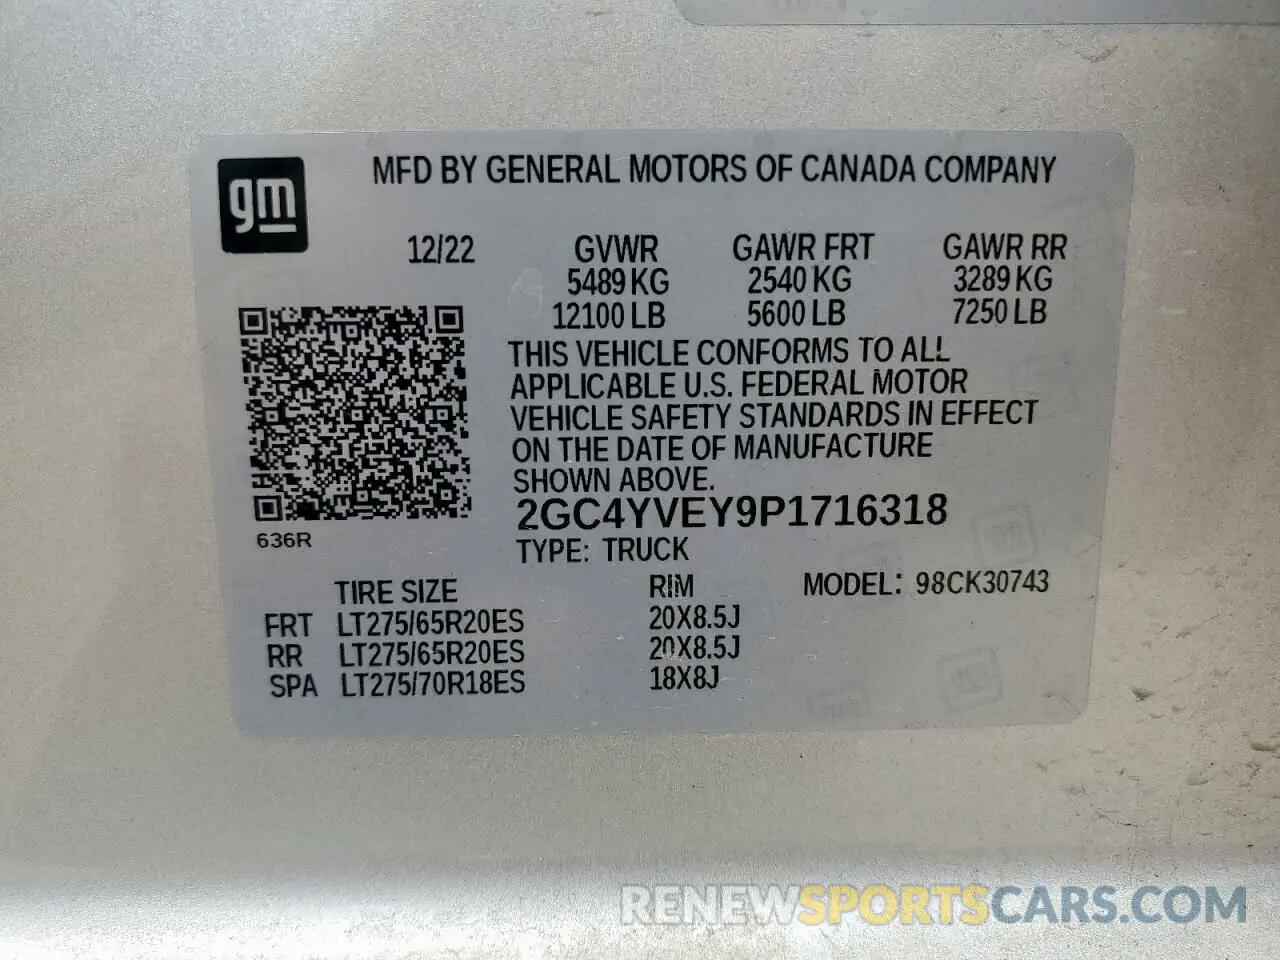 gm
MFD BY GENERAL MOTORS OF CANADA COMPANY
12/22 GVWR GAWR FRT GAWR RR
5489 KG 2540 KG 3289 KG
12100 LB 5600 LB 7250 LB
THIS VEHICLE CONFORMS TO ALL
APPLICABLE U.S. FEDERAL MOTOR
VEHICLE SAFETY STANDARDS IN EFFECT
ON THE DATE OF MANUFACTURE
SHOWN ABOVE.
2GC4YVEY9P1716318
636R
TYPE: TRUCK
TIRE SIZE RIM MODEL: 98CK30743
FRT LT275/65R20ES 20X8.5J
RR LT275/65R20ES 20X8.5J
SPA LT275/70R18ES 18X8J
RENEWSPORTSCARS.COM